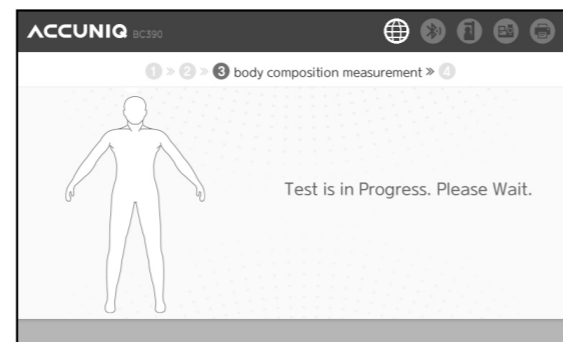 ACCUNIQ BC390
1 » 2 » 3 body composition measurement » 4
Test is in Progress. Please Wait.